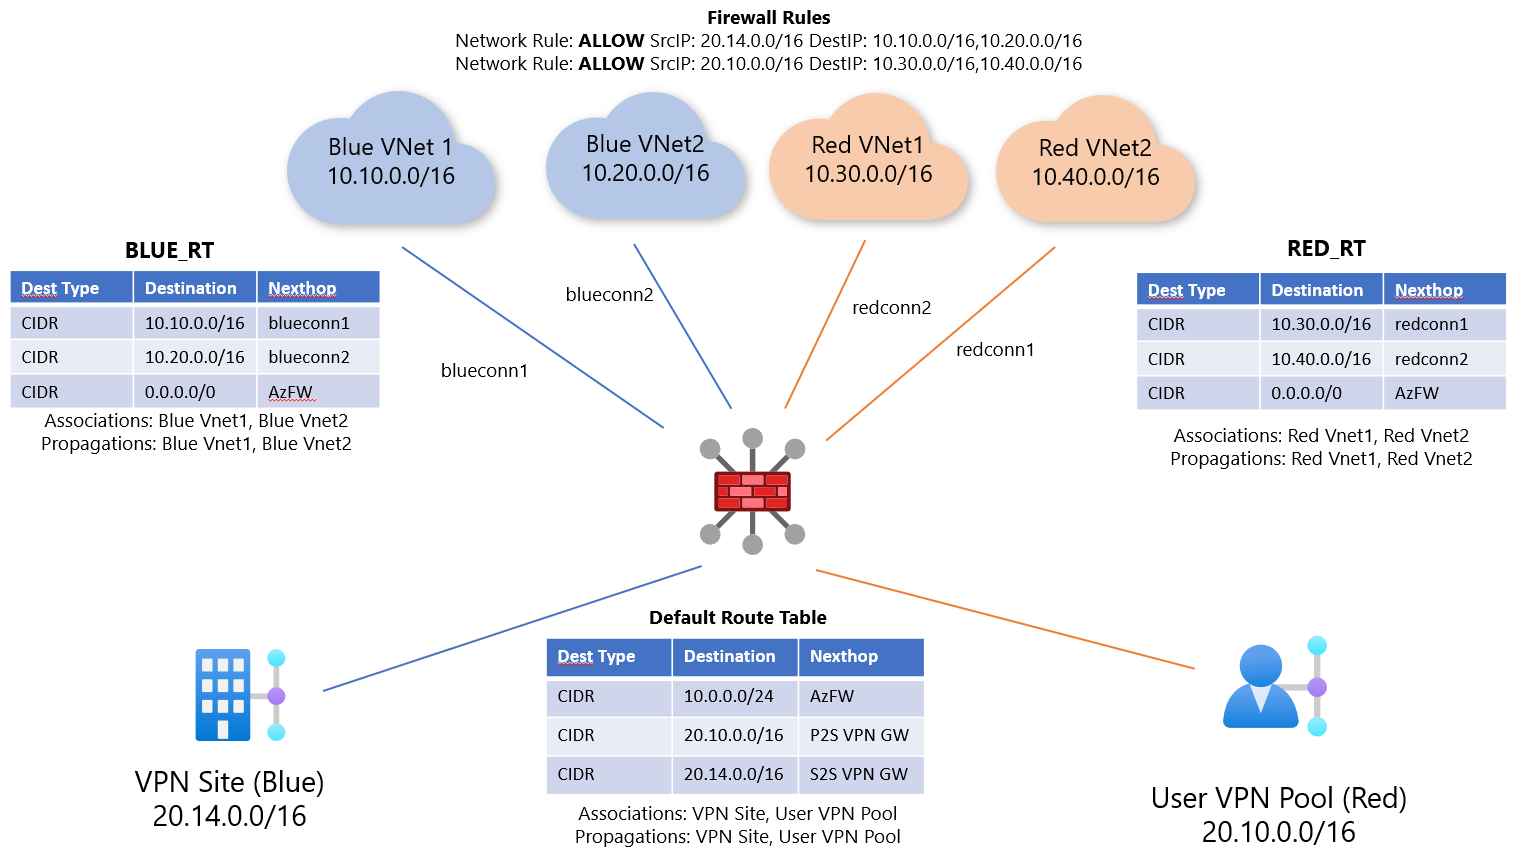 Firewall Rules
Network Rule: ALLOW SrcIP: 20.14.0.0/16 DestIP: 10.10.0.0/16,10.20.0.0/16
Network Rule: ALLOW SrcIP: 20.10.0.0/16 DestIP: 10.30.0.0/16,10.40.0.0/16
Blue VNet 1
10.10.0.0/16
Blue VNet2
10.20.0.0/16
Red VNet1
10.30.0.0/16
Red VNet2
10.40.0.0/16
BLUE_RT
Dest Type Destination Nexthop
CIDR 10.10.0.0/16 blueconn1
CIDR 10.20.0.0/16 blueconn2
CIDR 0.0.0.0/0 AzFW
Associations: Blue Vnet1, Blue Vnet2
Propagations: Blue Vnet1, Blue Vnet2
blueconn2
blueconn1
redconn2
redconn1
RED_RT
Dest Type Destination Nexthop
CIDR 10.30.0.0/16 redconn1
CIDR 10.40.0.0/16 redconn2
CIDR 0.0.0.0/0 AzFW
Associations: Red Vnet1, Red Vnet2
Propagations: Red Vnet1, Red Vnet2
Default Route Table
Dest Type Destination Nexthop
CIDR 10.0.0.0/24 AzFW
CIDR 20.10.0.0/16 P2S VPN GW
CIDR 20.14.0.0/16 S2S VPN GW
Associations: VPN Site, User VPN Pool
Propagations: VPN Site, User VPN Pool
VPN Site (Blue)
20.14.0.0/16
User VPN Pool (Red)
20.10.0.0/16